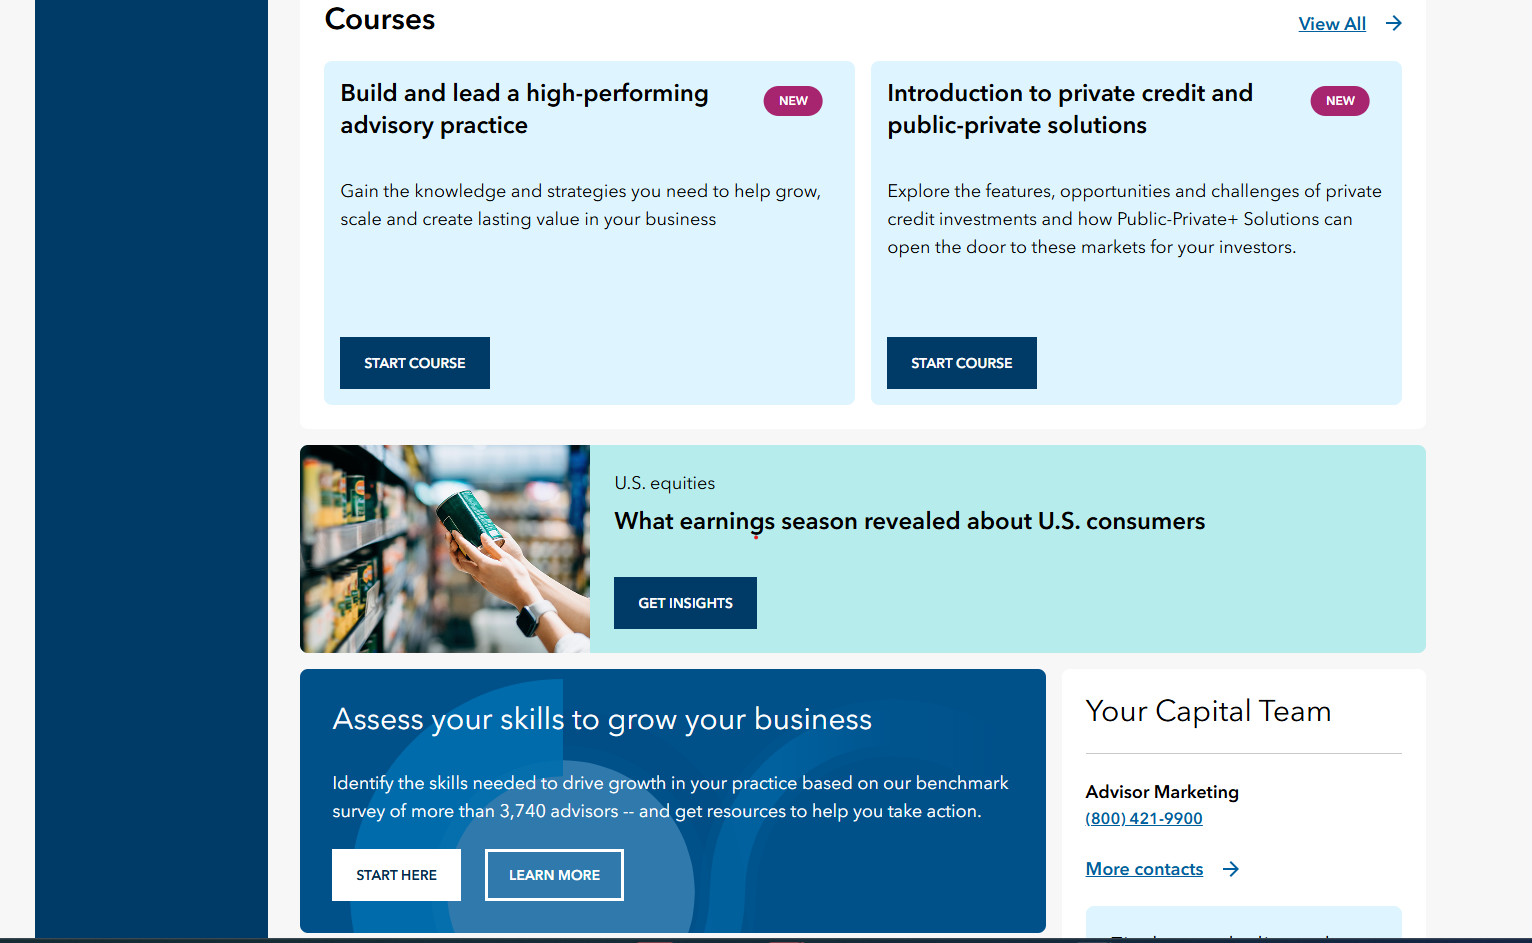 Courses
View All
Build and lead a high-performing
advisory practice
NEW
Gain the knowledge and strategies you need to help grow,
scale and create lasting value in your business
START COURSE
Introduction to private credit and
public-private solutions
NEW
Explore the features, opportunities and challenges of private
credit investments and how Public-Private+ Solutions can
open the door to these markets for your investors.
START COURSE
U.S. equities
What earnings season revealed about U.S. consumers
GET INSIGHTS
Assess your skills to grow your business
Identify the skills needed to drive growth in your practice based on our benchmark
survey of more than 3,740 advisors -- and get resources to help you take action.
START HERE
LEARN MORE
Your Capital Team
Advisor Marketing
(800) 421-9900
More contacts